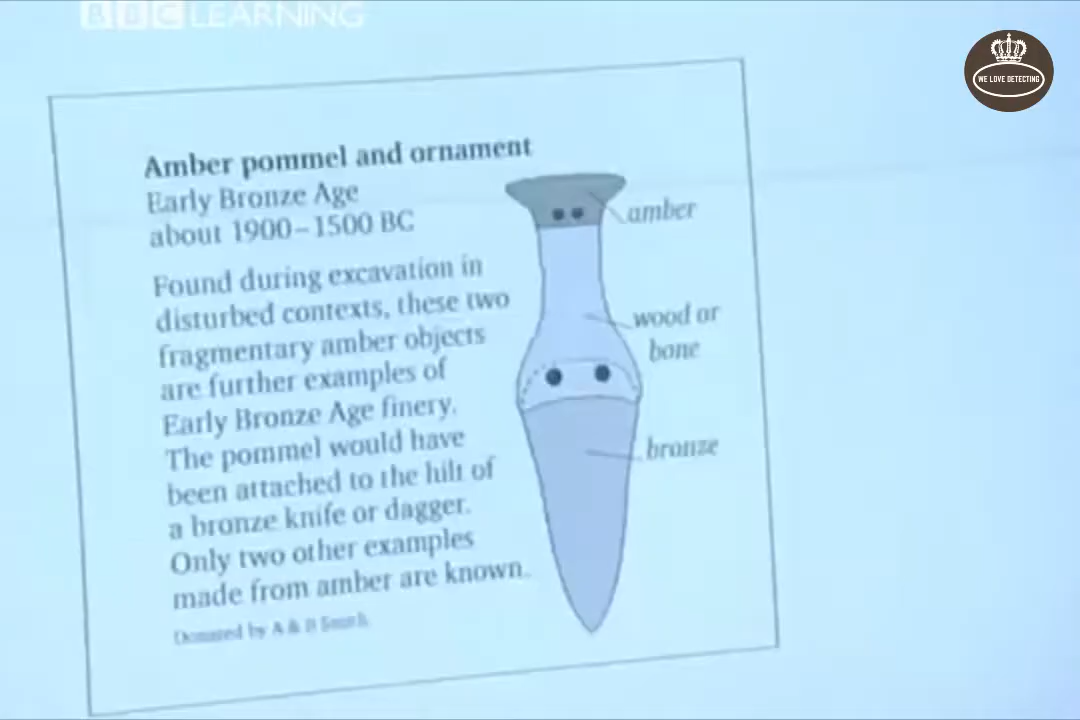 BBC LEARNING
WE LOVE DETECTING
Amber pommel and ornament
Early Bronze Age
about 1900–1500 BC
Found during excavation in
disturbed contexts, these two
fragmentary amber objects
are further examples of
Early Bronze Age finery.
The pommel would have
been attached to the hilt of
a bronze knife or dagger.
Only two other examples
made from amber are known.
Donated by A & B Smith
amber
wood or
bone
bronze